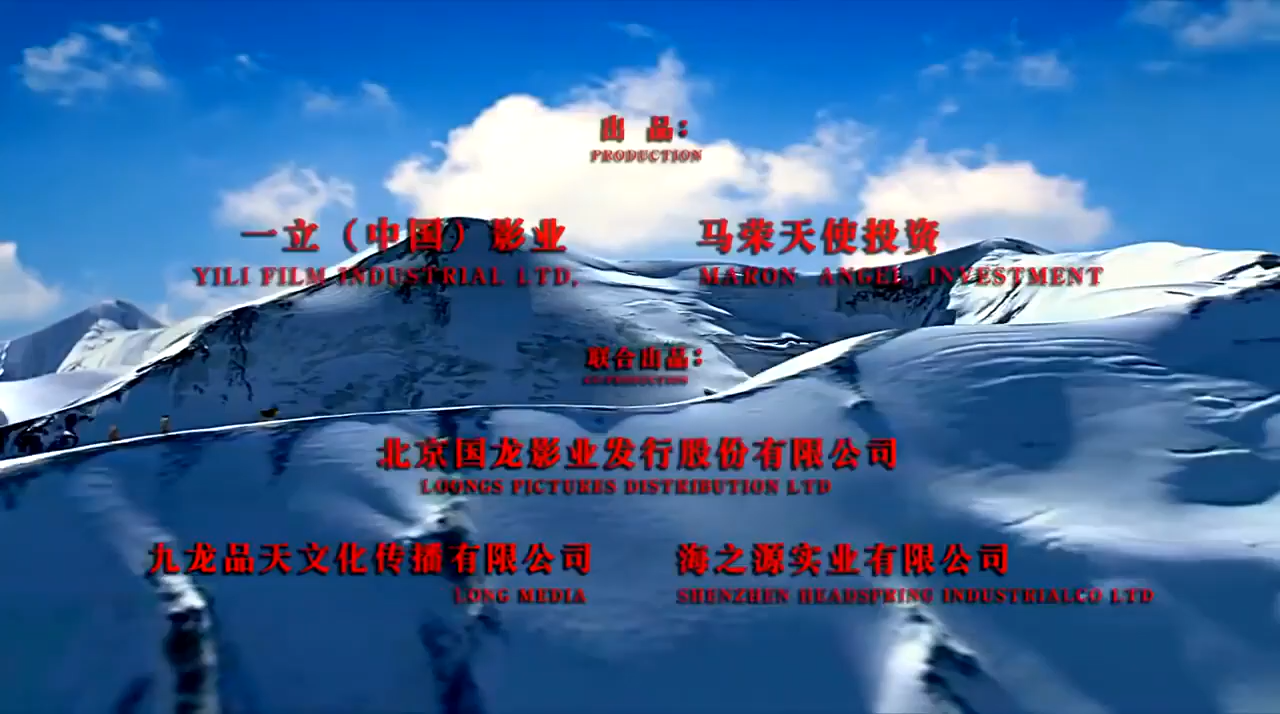 出 品：
PRODUCTION
一立（中国）影业
YILI FILM INDUSTRIAL LTD.
马荣天使投资
MARON ANGEL INVESTMENT
联合出品：
CO-PRODUCTION
北京国龙影业发行股份有限公司
LOONGS PICTURES DISTRIBUTION LTD
九龙品天文化传播有限公司
LONG MEDIA
海之源实业有限公司
SHENZHEN HEADSPRING INDUSTRIALCO LTD